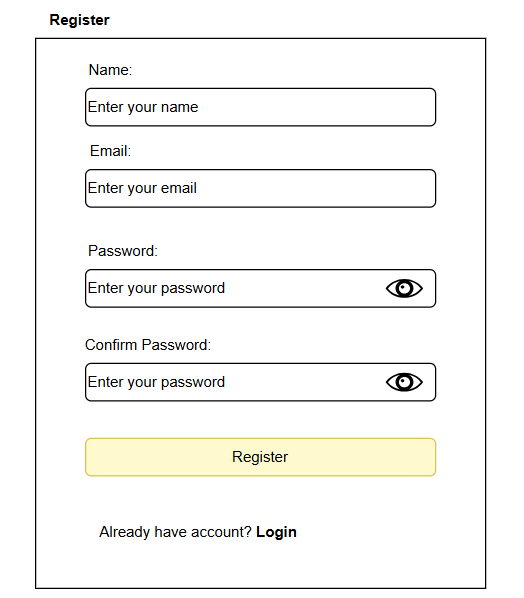 Register
Name:
Enter your name
Email:
Enter your email
Password:
Enter your password
Confirm Password:
Enter your password
Register
Already have account? Login